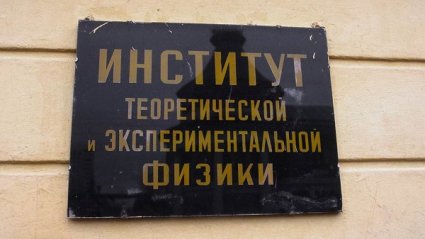 ИНСТИТУТ
ТЕОРЕТИЧЕСКОЙ
и ЭКСПЕРИМЕНТАЛЬНОЙ
ФИЗИКИ